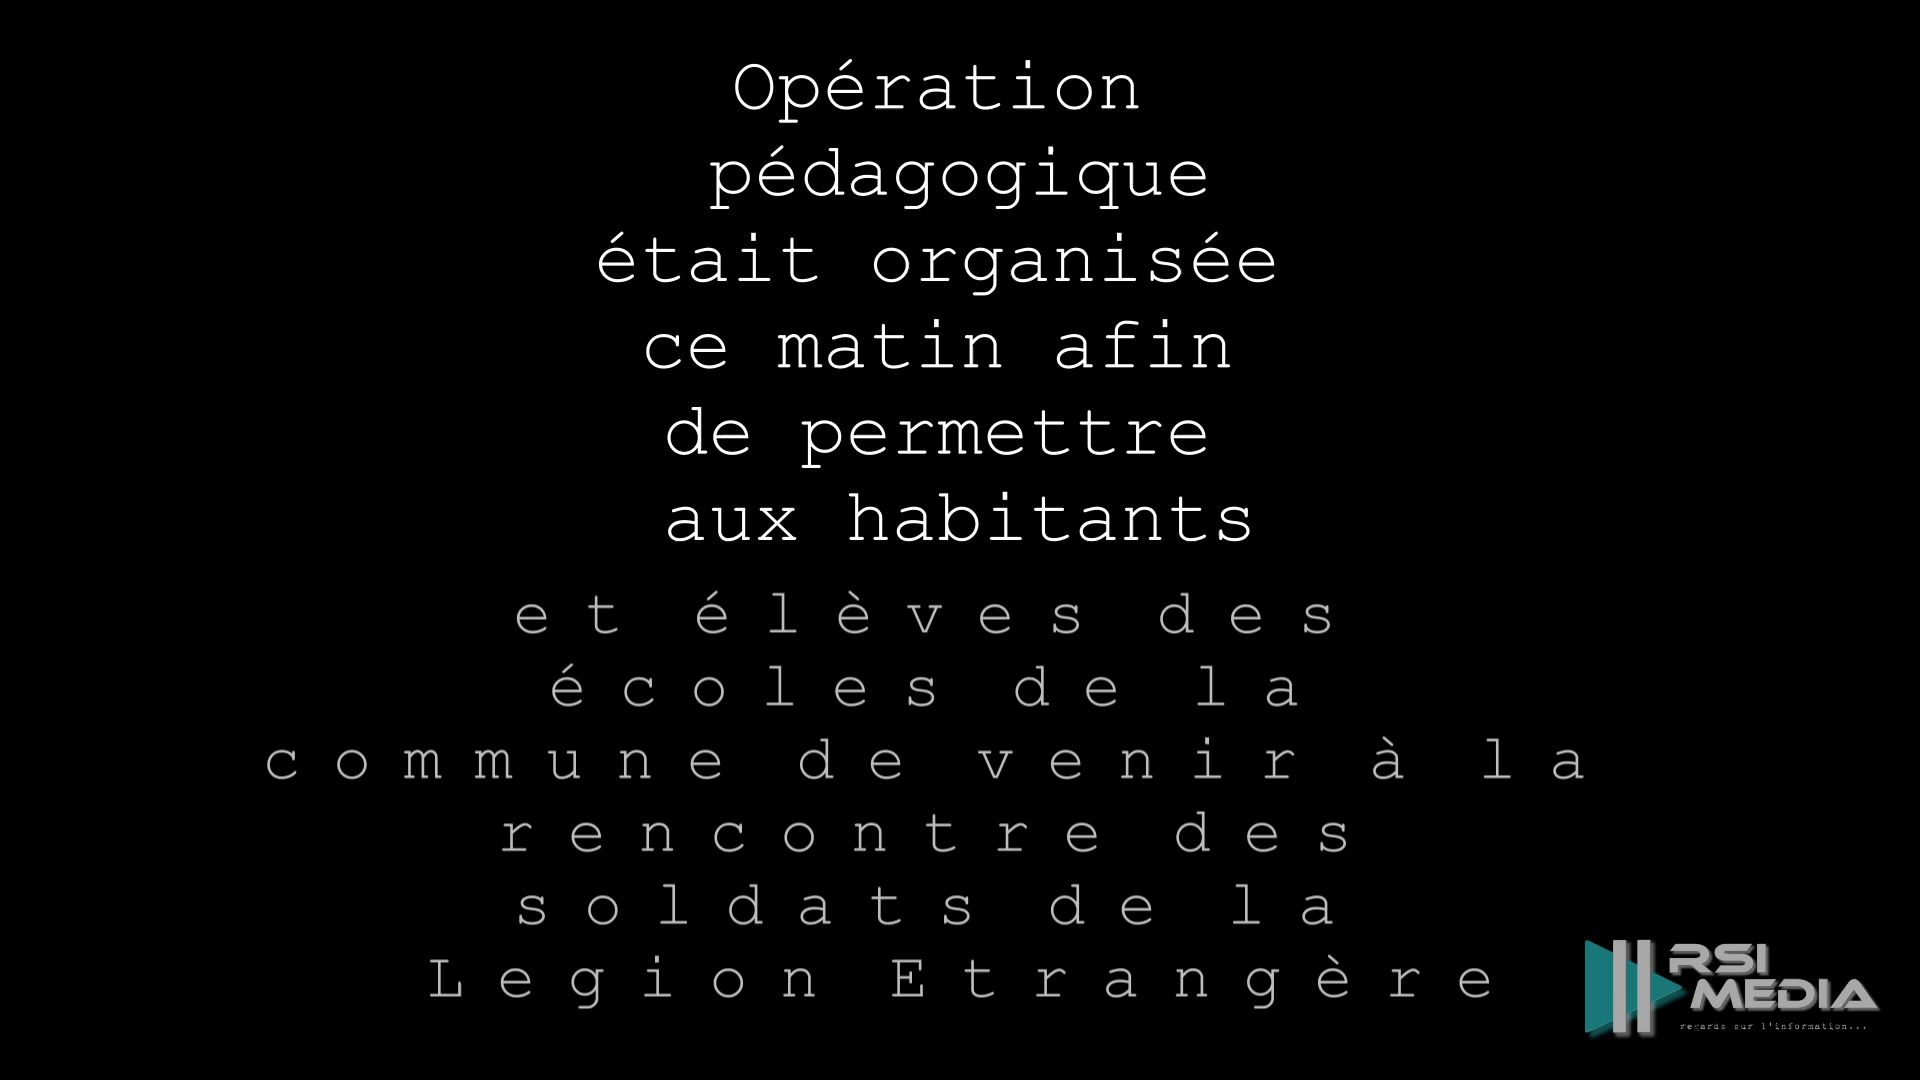 Opération
pédagogique
était organisée
ce matin afin
de permettre
aux habitants
et élèves des
écoles de la
commune de venir à la
rencontre des
soldats de la
Legion Etrangère
RSI
MEDIA
regards sur l'information...